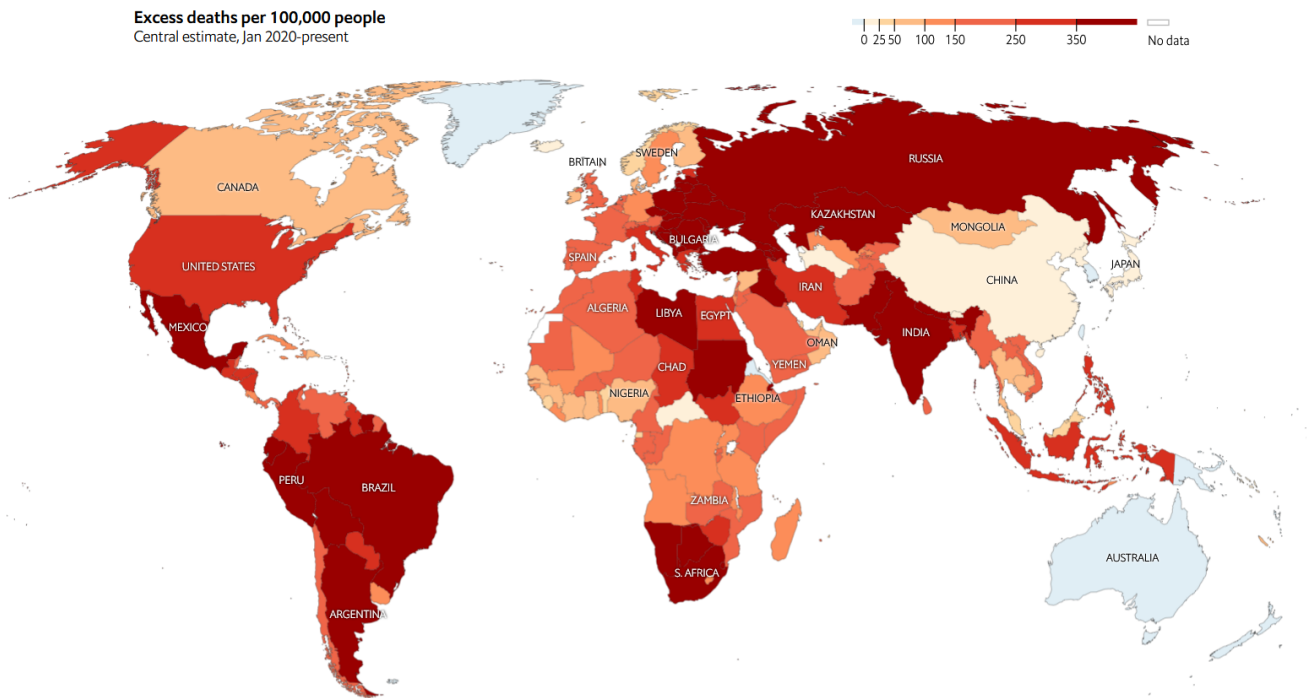 Excess deaths per 100,000 people
Central estimate, Jan 2020-present
0 25 50 100 150 250 350 No data
SWEDEN
BRITAIN
RUSSIA
CANADA
KAZAKHSTAN
MONGOLIA
BULGARIA
SPAIN
UNITED STATES
JAPAN
CHINA
IRAN
ALGERIA
LIBYA
EGYPT
MEXICO
INDIA
OMAN
YEMEN
CHAD
NIGERIA
ETHIOPIA
PERU
BRAZIL
ZAMBIA
AUSTRALIA
S. AFRICA
ARGENTINA